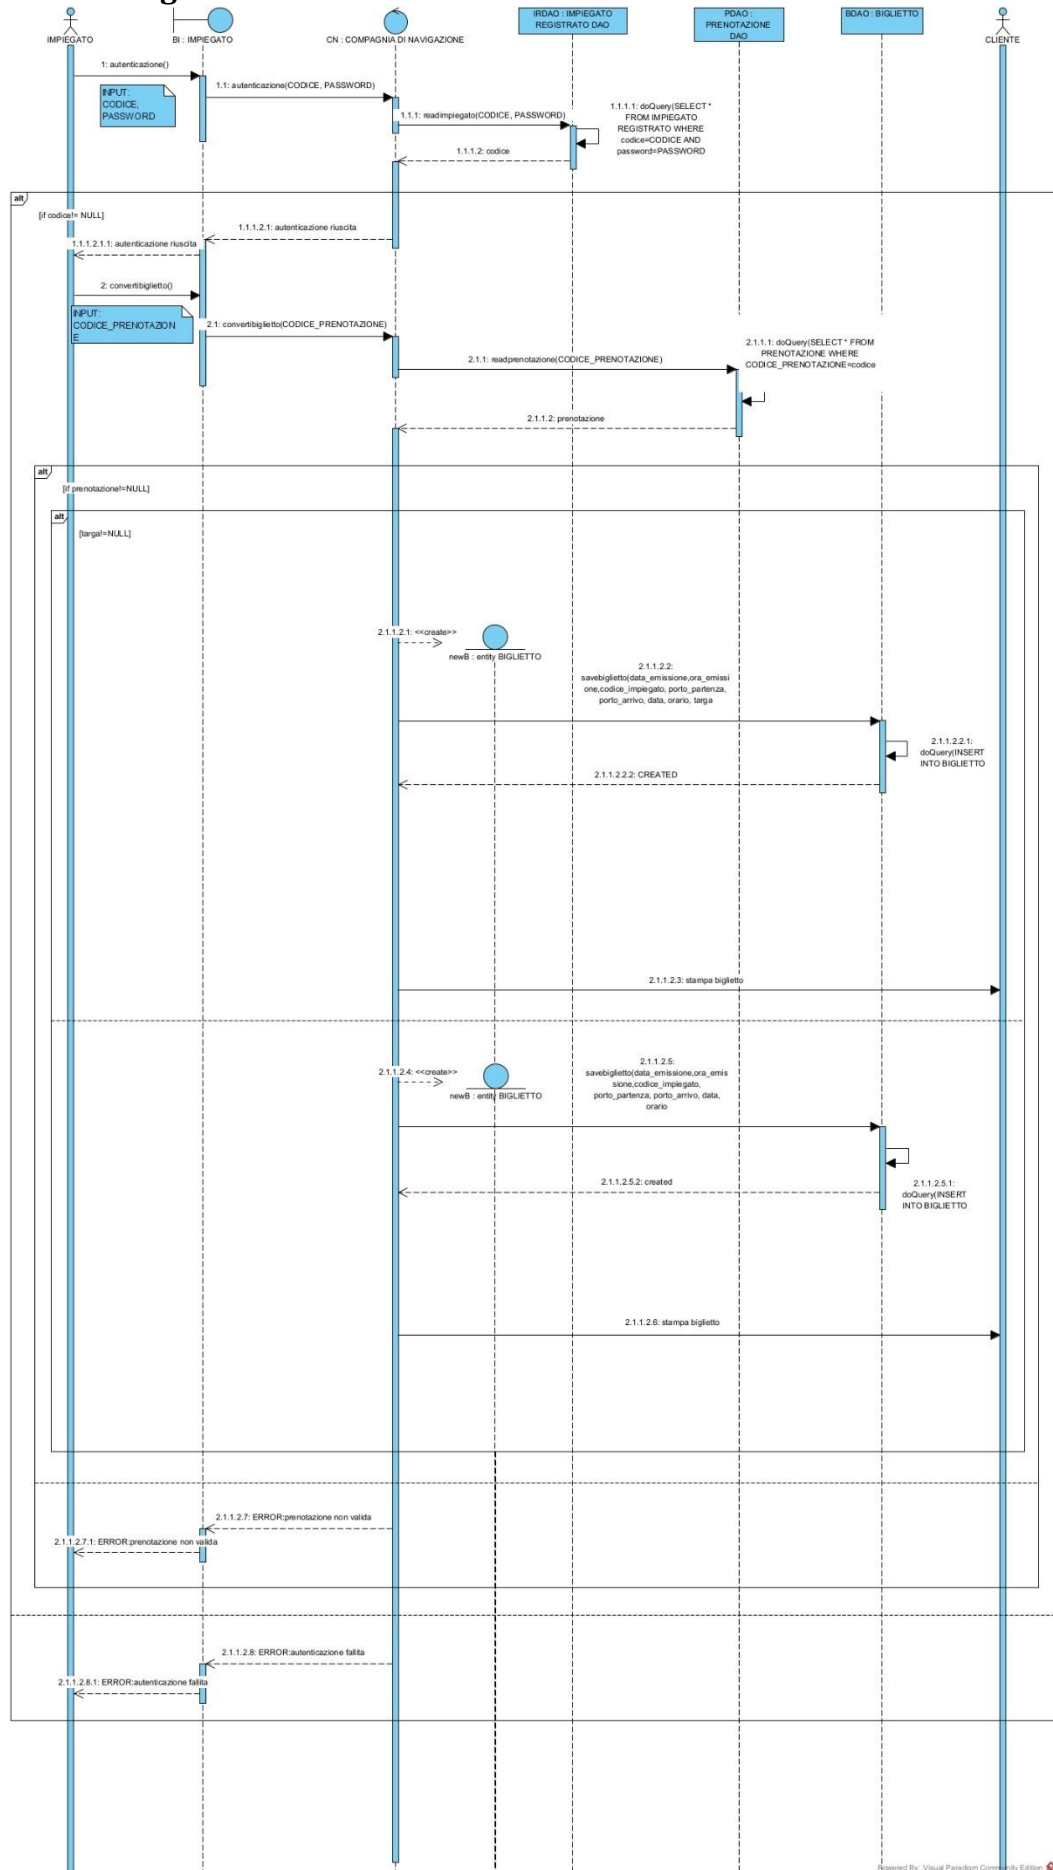 IMPIEGATO
BI : IMPIEGATO
CN : COMPAGNIA DI NAVIGAZIONE
IRDAO : IMPIEGATO
REGISTRATO DAO
PDAO :
PRENOTAZIONE
DAO
BDAO : BIGLIETTO
CLIENTE
1: autenticazione()
INPUT:
CODICE,
PASSWORD
1.1: autenticazione(CODICE, PASSWORD)
1.1.1: readimpiegato(CODICE, PASSWORD)
1.1.1.1: doQuery(SELECT *
FROM IMPIEGATO
REGISTRATO WHERE
codice=CODICE AND
password=PASSWORD
1.1.1.2: codice
alt
[if codice!= NULL]
1.1.1.2.1: autenticazione riuscita
1.1.1.2.1.1: autenticazione riuscita
2: convertibiglietto()
INPUT:
CODICE_PRENOTAZION
E
2.1: convertibiglietto(CODICE_PRENOTAZIONE)
2.1.1: readprenotazione(CODICE_PRENOTAZIONE)
2.1.1.1: doQuery(SELECT * FROM
PRENOTAZIONE WHERE
CODICE_PRENOTAZIONE=codice
2.1.1.2: prenotazione
alt
[if prenotazione!=NULL]
alt
[targa!=NULL]
2.1.1.2.1: <<create>>
newB : entity BIGLIETTO
2.1.1.2.2:
savebiglietto(data_emissione,ora_emissi
one,codice_impiegato, porto_partenza,
porto_arrivo, data, orario, targa
2.1.1.2.2.1:
doQuery(INSERT
INTO BIGLIETTO
2.1.1.2.2.2: CREATED
2.1.1.2.3: stampa biglietto
2.1.1.2.4: <<create>>
newB : entity BIGLIETTO
2.1.1.2.5:
savebiglietto(data_emissione,ora_emis
sione,codice_impiegato,
porto_partenza, porto_arrivo, data,
orario
2.1.1.2.5.2: created
2.1.1.2.5.1:
doQuery(INSERT
INTO BIGLIETTO
2.1.1.2.6: stampa biglietto
2.1.1.2.7: ERROR:prenotazione non valida
2.1.1.2.7.1: ERROR:prenotazione non valida
2.1.1.2.8: ERROR:autenticazione fallita
2.1.1.2.8.1: ERROR:autenticazione fallita
Powered By: Visual Paradigm Community Edition